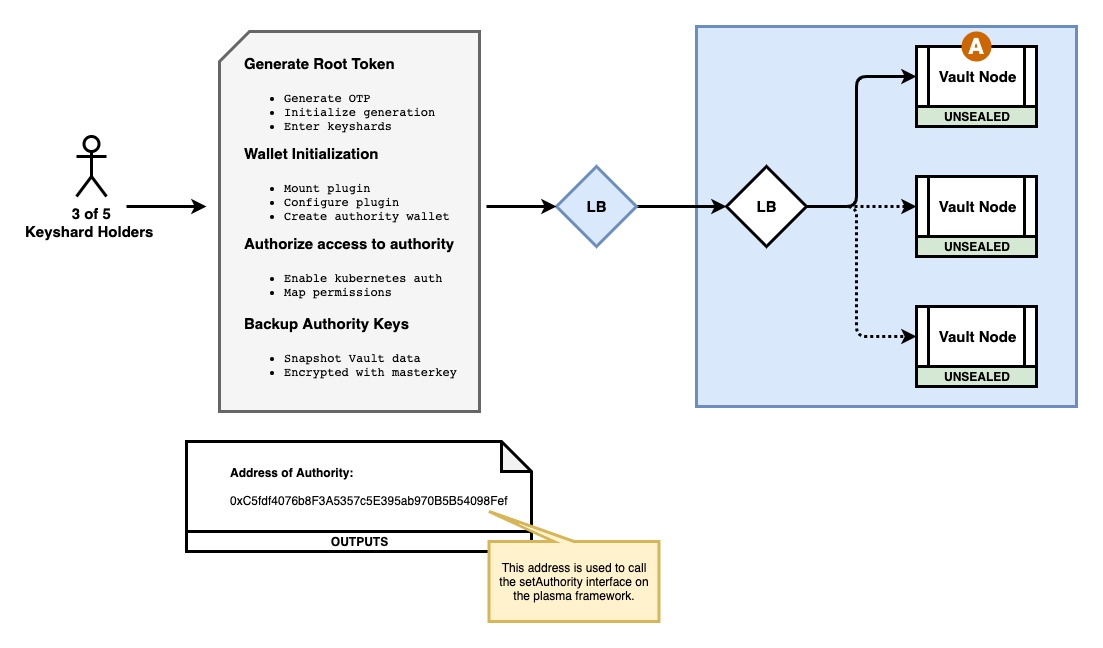 Generate Root Token
• Generate OTP
• Initialize generation
• Enter keyshards
Wallet Initialization
• Mount plugin
• Configure plugin
• Create authority wallet
Authorize access to authority
• Enable kubernetes auth
• Map permissions
Backup Authority Keys
• Snapshot Vault data
• Encrypted with masterkey
3 of 5
Keyshard Holders
LB
LB
A
Vault Node
UNSEALED
Vault Node
UNSEALED
Vault Node
UNSEALED
Address of Authority:
0xC5fdf4076b8F3A5357c5E395ab970B5B54098Fef
OUTPUTS
This address is used to call
the setAuthority interface on
the plasma framework.